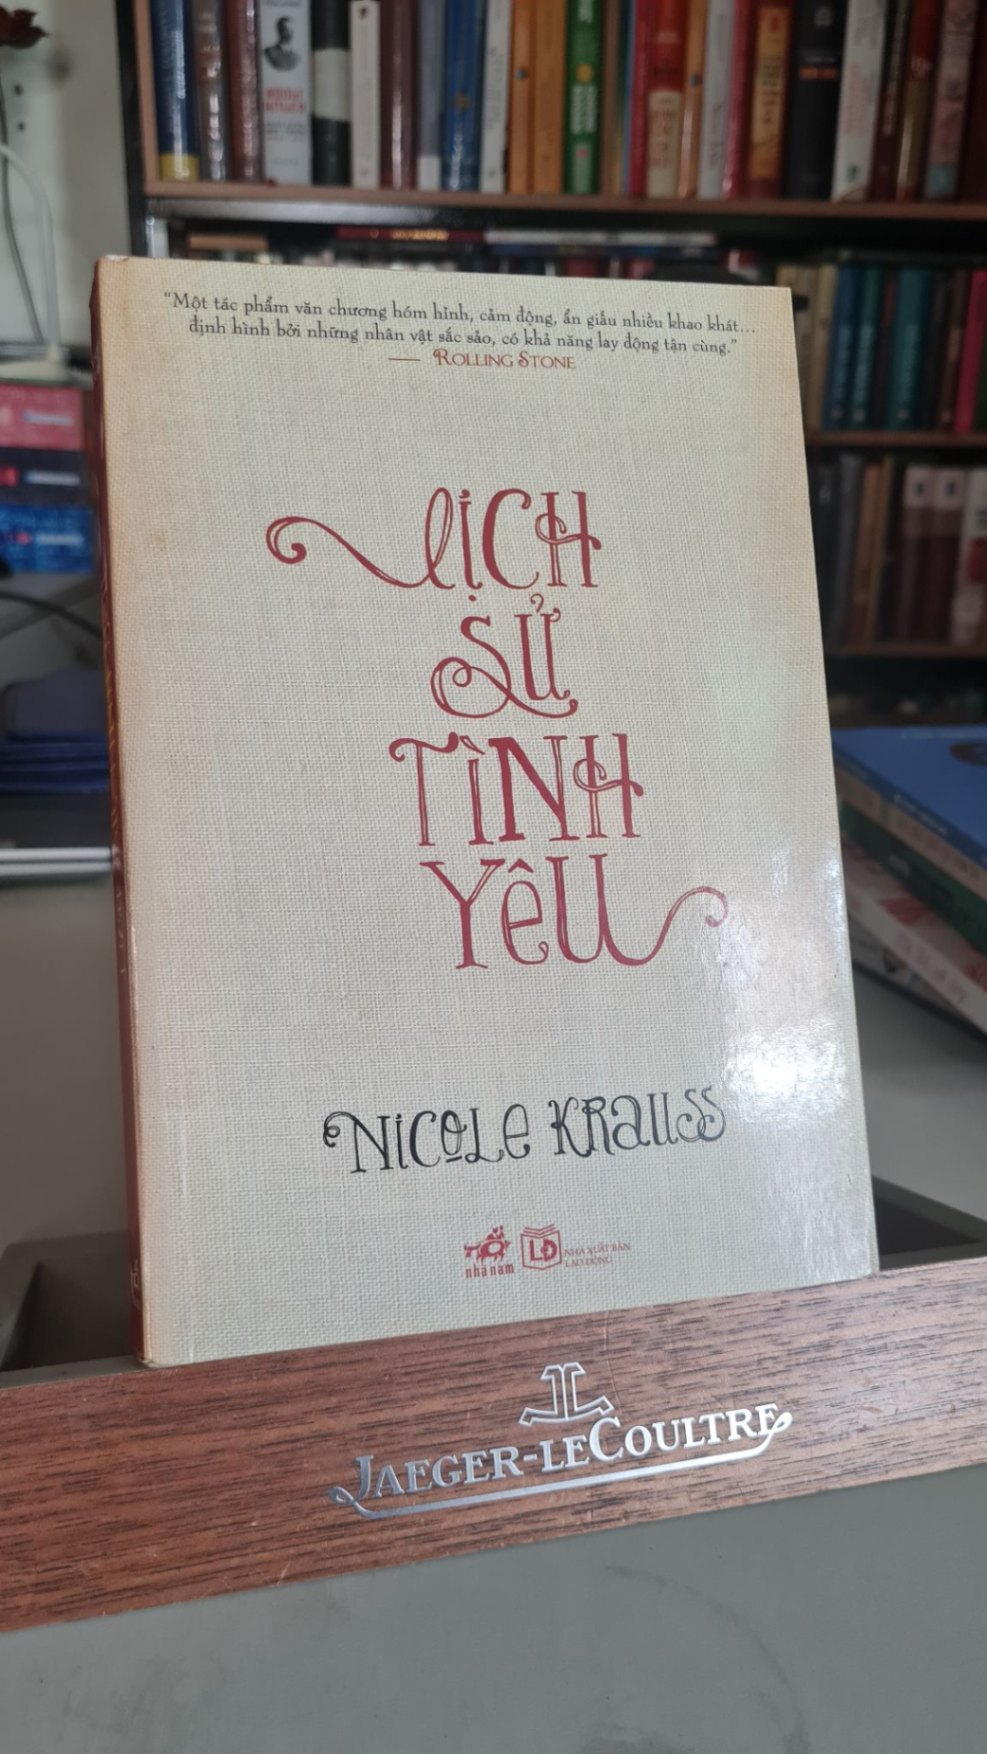 "Một tác phẩm văn chương hóm hỉnh, cảm động, ẩn giấu nhiều khao khát...
định hình bởi những nhân vật sắc sảo, có khả năng lay động tận cùng."
— ROLLING STONE
LỊCH
SỬ
TÌNH
YÊU
NICOLE KRAUSS
nhã nam
LĐ
NHÀ XUẤT BẢN
LAO ĐỘNG
JAEGER-LECOULTRE